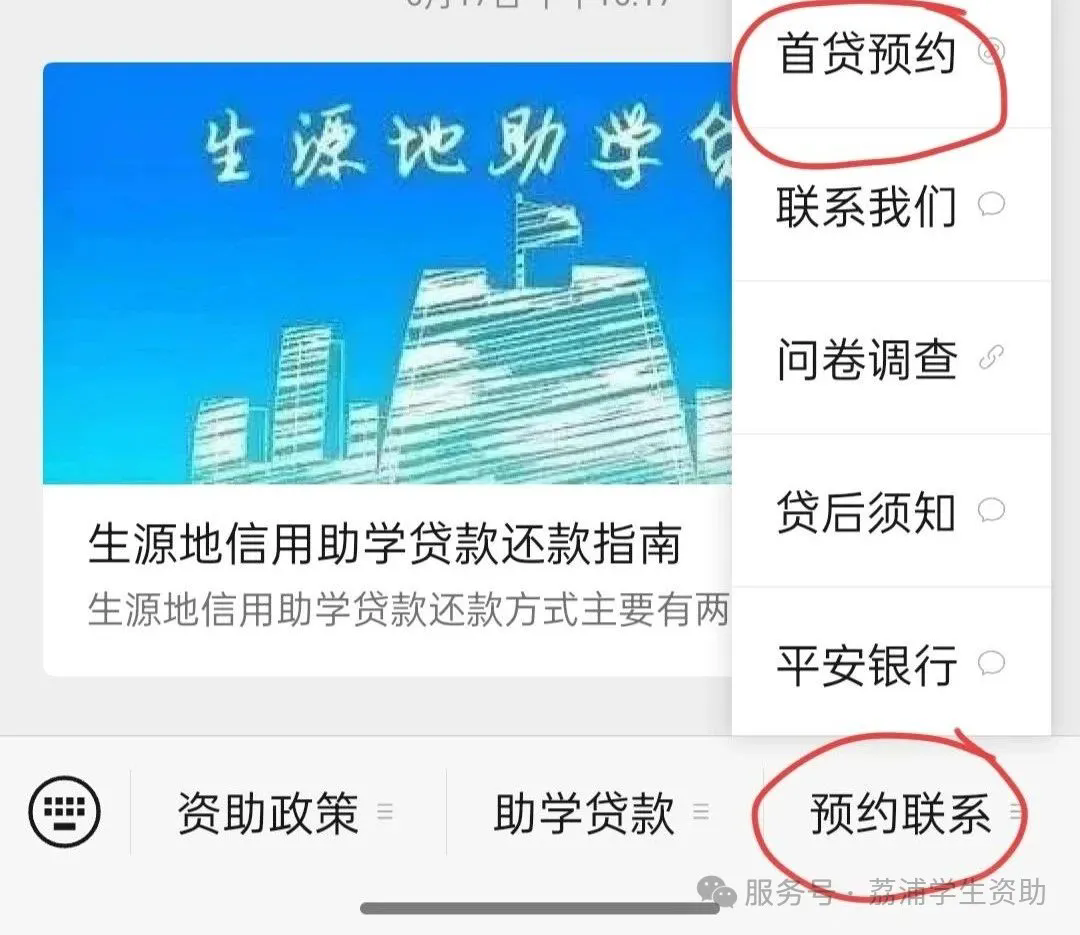 首贷预约
生源地助学
联系我们
问卷调查
贷后须知
生源地信用助学贷款还款指南
生源地信用助学贷款还款方式主要有两
平安银行
资助政策
助学贷款
预约联系
服务号·荔浦学生资助